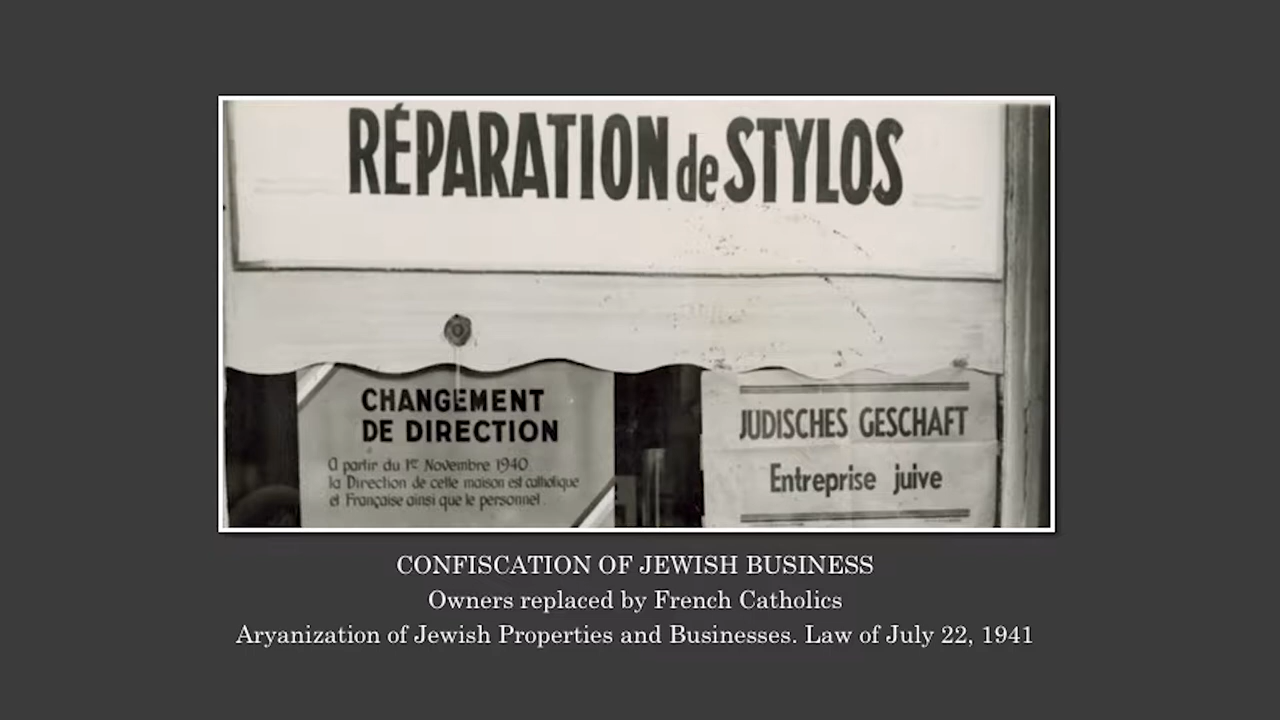 RÉPARATION de STYLOS
CHANGEMENT
DE DIRECTION
A partir du 1er Novembre 1940
la Direction de cette maison est catholique
et Française ainsi que le personnel.
JUDISCHES GESCHAFT
Entreprise juive
CONFISCATION OF JEWISH BUSINESS
Owners replaced by French Catholics
Aryanization of Jewish Properties and Businesses. Law of July 22, 1941